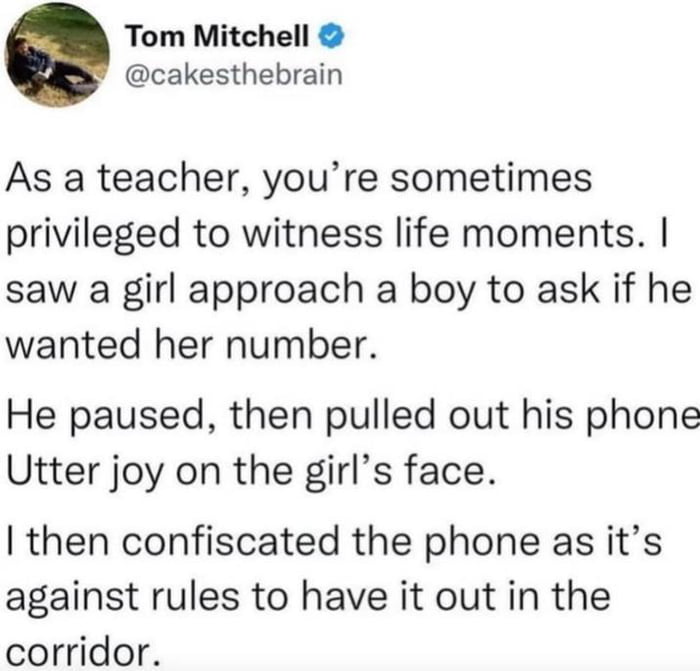 Tom Mitchell
@cakesthebrain
As a teacher, you’re sometimes
privileged to witness life moments. I
saw a girl approach a boy to ask if he
wanted her number.
He paused, then pulled out his phone
Utter joy on the girl’s face.
I then confiscated the phone as it’s
against rules to have it out in the
corridor.